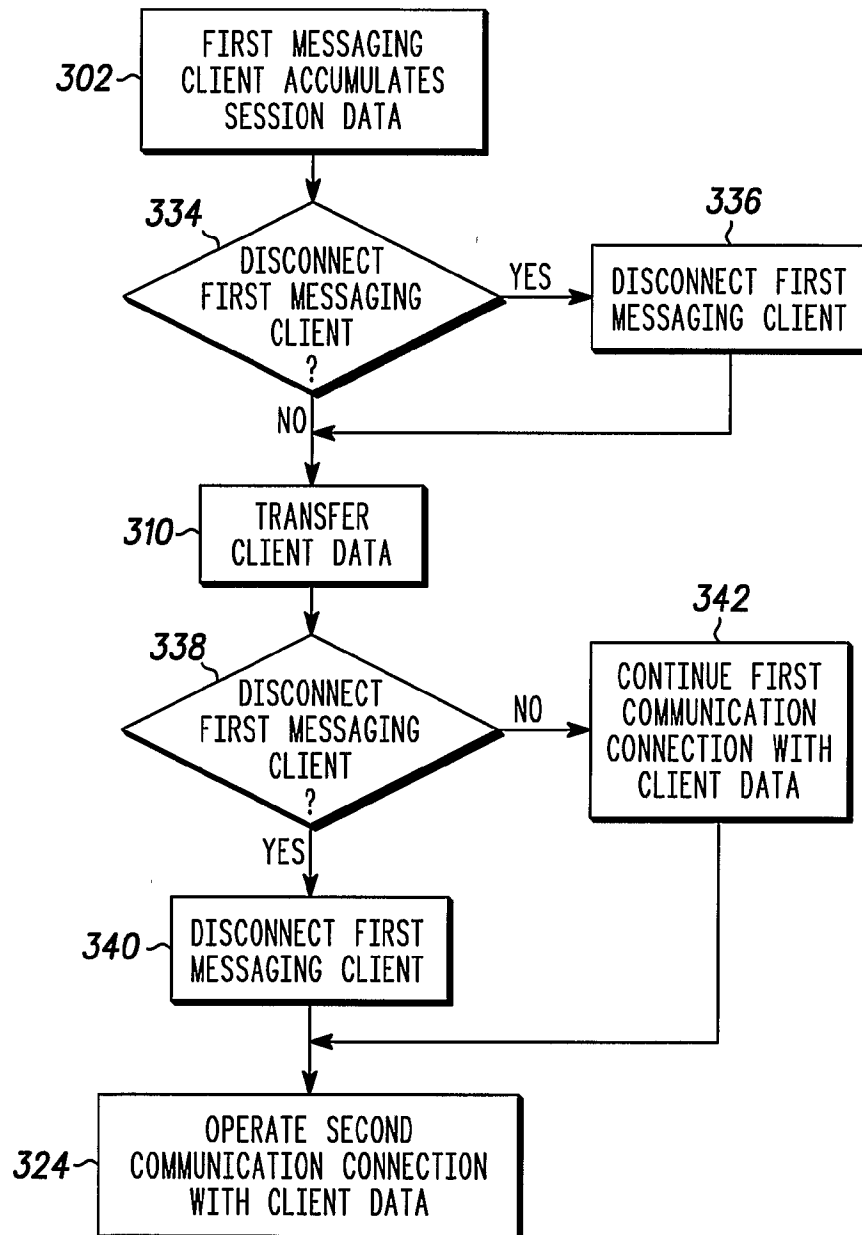 302
FIRST MESSAGING
CLIENT ACCUMULATES
SESSION DATA
334
DISCONNECT
FIRST MESSAGING
CLIENT
?
YES
336
DISCONNECT FIRST
MESSAGING CLIENT
NO
310
TRANSFER
CLIENT DATA
338
DISCONNECT
FIRST MESSAGING
CLIENT
?
NO
342
CONTINUE FIRST
COMMUNICATION
CONNECTION WITH
CLIENT DATA
YES
340
DISCONNECT FIRST
MESSAGING CLIENT
324
OPERATE SECOND
COMMUNICATION CONNECTION
WITH CLIENT DATA